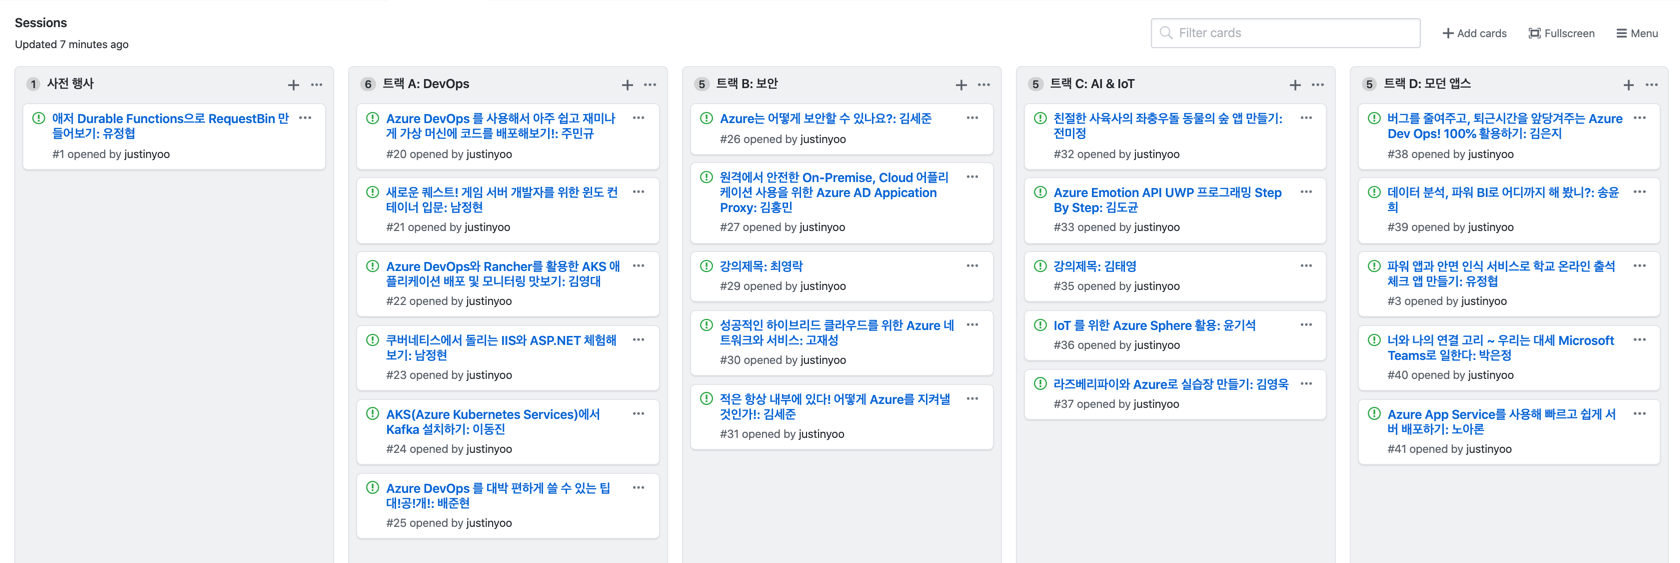 Sessions
Updated 7 minutes ago
Filter cards
Add cards
Fullscreen
Menu
1 사전 행사
애저 Durable Functions으로 RequestBin 만
들어보기: 유정협
#1 opened by justinyoo
6 트랙 A: DevOps
Azure DevOps 를 사용해서 아주 쉽고 재미나
게 가상 머신에 코드를 배포해보기!: 주민규
#20 opened by justinyoo
새로운 퀘스트! 게임 서버 개발자를 위한 윈도 컨
테이너 입문: 남정현
#21 opened by justinyoo
Azure DevOps와 Rancher를 활용한 AKS 애
플리케이션 배포 및 모니터링 맛보기: 김영대
#22 opened by justinyoo
쿠버네티스에서 돌리는 IIS와 ASP.NET 체험해
보기: 남정현
#23 opened by justinyoo
AKS(Azure Kubernetes Services)에서
Kafka 설치하기: 이동진
#24 opened by justinyoo
Azure DevOps 를 대박 편하게 쓸 수 있는 팁
대!공!개!: 배준현
#25 opened by justinyoo
5 트랙 B: 보안
Azure는 어떻게 보안할 수 있나요?: 김세준
#26 opened by justinyoo
원격에서 안전한 On-Premise, Cloud 어플리
케이션 사용을 위한 Azure AD Appication
Proxy: 김홍민
#27 opened by justinyoo
강의제목: 최영락
#29 opened by justinyoo
성공적인 하이브리드 클라우드를 위한 Azure 네
트워크와 서비스: 고재성
#30 opened by justinyoo
적은 항상 내부에 있다! 어떻게 Azure를 지켜낼
것인가!: 김세준
#31 opened by justinyoo
5 트랙 C: AI & IoT
친절한 사육사의 좌충우돌 동물의 숲 앱 만들기:
전미정
#32 opened by justinyoo
Azure Emotion API UWP 프로그래밍 Step
By Step: 김도균
#33 opened by justinyoo
강의제목: 김태영
#35 opened by justinyoo
IoT 를 위한 Azure Sphere 활용: 윤기석
#36 opened by justinyoo
라즈베리파이와 Azure로 실습장 만들기: 김영욱
#37 opened by justinyoo
5 트랙 D: 모던 앱스
버그를 줄여주고, 퇴근시간을 앞당겨주는 Azure
Dev Ops! 100% 활용하기: 김은지
#38 opened by justinyoo
데이터 분석, 파워 BI로 어디까지 해 봤니?: 송윤
희
#39 opened by justinyoo
파워 앱과 안면 인식 서비스로 학교 온라인 출석
체크 앱 만들기: 유정협
#3 opened by justinyoo
너와 나의 연결 고리 ~ 우리는 대세 Microsoft
Teams로 일한다: 박은정
#40 opened by justinyoo
Azure App Service를 사용해 빠르고 쉽게 서
버 배포하기: 노아론
#41 opened by justinyoo